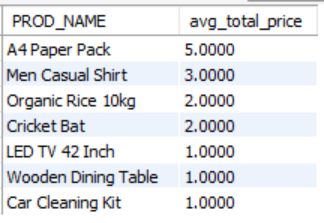 PROD_NAME avg_total_price
A4 Paper Pack 5.0000
Men Casual Shirt 3.0000
Organic Rice 10kg 2.0000
Cricket Bat 2.0000
LED TV 42 Inch 1.0000
Wooden Dining Table 1.0000
Car Cleaning Kit 1.0000